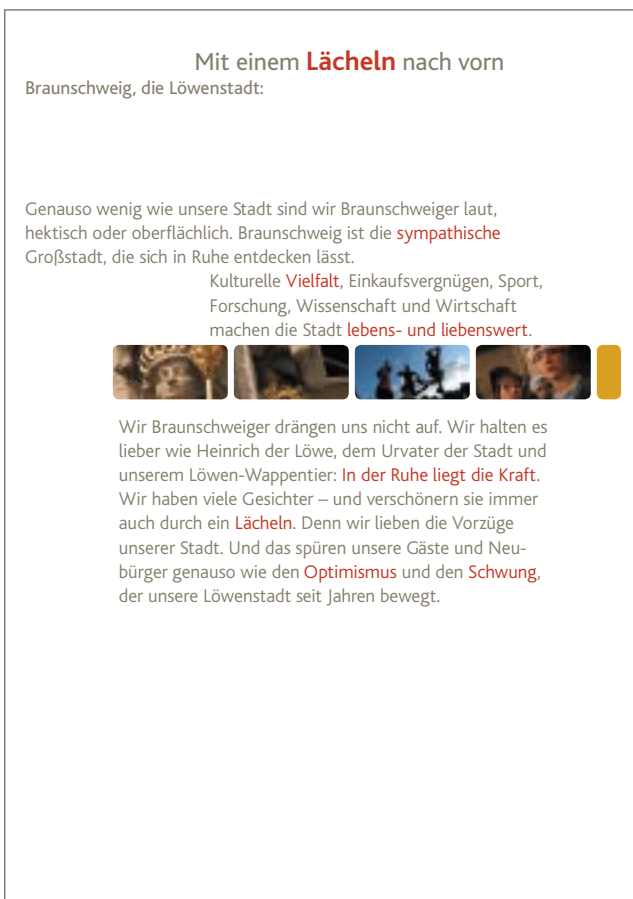 Mit einem Lächeln nach vorn
Braunschweig, die Löwenstadt:
Genauso wenig wie unsere Stadt sind wir Braunschweiger laut,
hektisch oder oberflächlich. Braunschweig ist die sympathische
Großstadt, die sich in Ruhe entdecken lässt.
Kulturelle Vielfalt, Einkaufsvergnügen, Sport,
Forschung, Wissenschaft und Wirtschaft
machen die Stadt lebens- und liebenswert.
Wir Braunschweiger drängen uns nicht auf. Wir halten es
lieber wie Heinrich der Löwe, dem Urvater der Stadt und
unserem Löwen-Wappentier: In der Ruhe liegt die Kraft.
Wir haben viele Gesichter – und verschönern sie immer
auch durch ein Lächeln. Denn wir lieben die Vorzüge
unserer Stadt. Und das spüren unsere Gäste und Neu-
bürger genauso wie den Optimismus und den Schwung,
der unsere Löwenstadt seit Jahren bewegt.